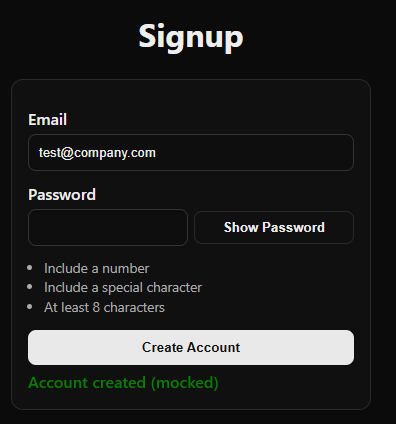 Signup
Email
test@company.com
Password
Show Password
Include a number
Include a special character
At least 8 characters
Create Account
Account created (mocked)